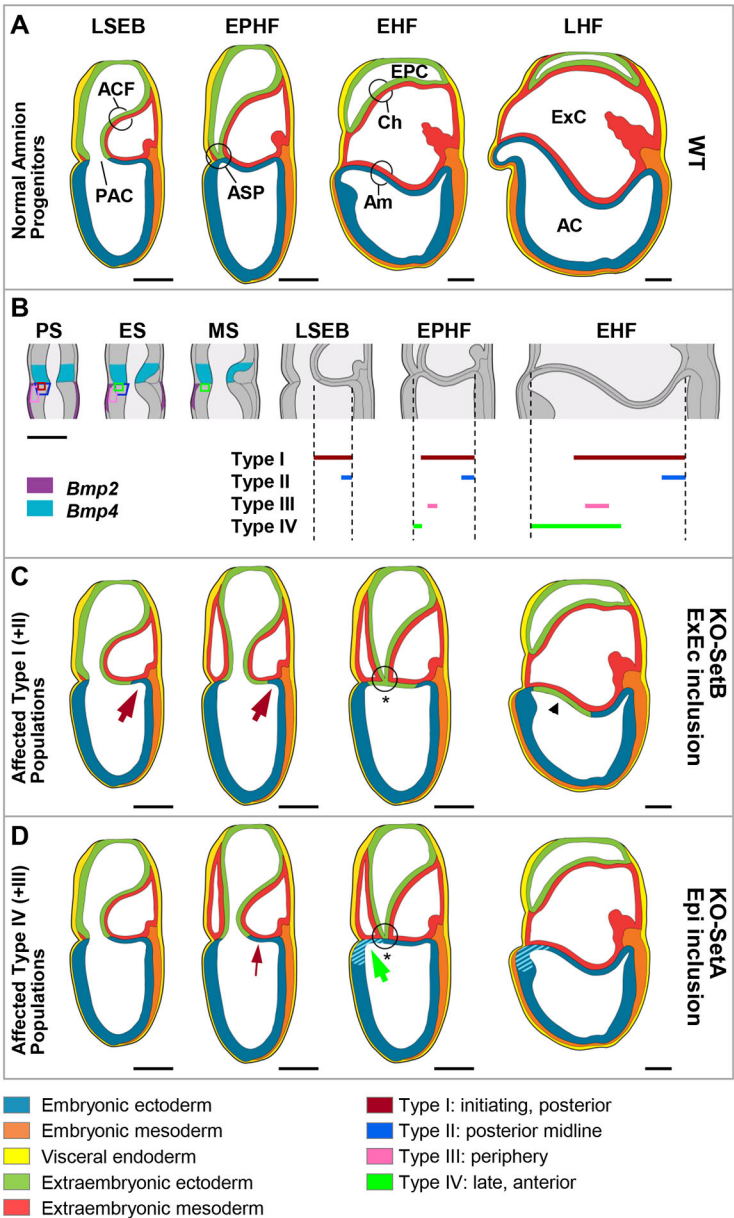 A
LSEB
EPHF
EHF
LHF
Normal Amnion
Progenitors
ACF
PAC
ASP
EPC
Ch
Am
ExC
AC
WT
B
PS
ES
MS
LSEB
EPHF
EHF
Bmp2
Bmp4
Type I
Type II
Type III
Type IV
C
Affected Type I (+II)
Populations
*
KO-SetB
ExEc inclusion
D
Affected Type IV (+III)
Populations
*
KO-SetA
Epi inclusion
Embryonic ectoderm
Embryonic mesoderm
Visceral endoderm
Extraembryonic ectoderm
Extraembryonic mesoderm
Type I: initiating, posterior
Type II: posterior midline
Type III: periphery
Type IV: late, anterior